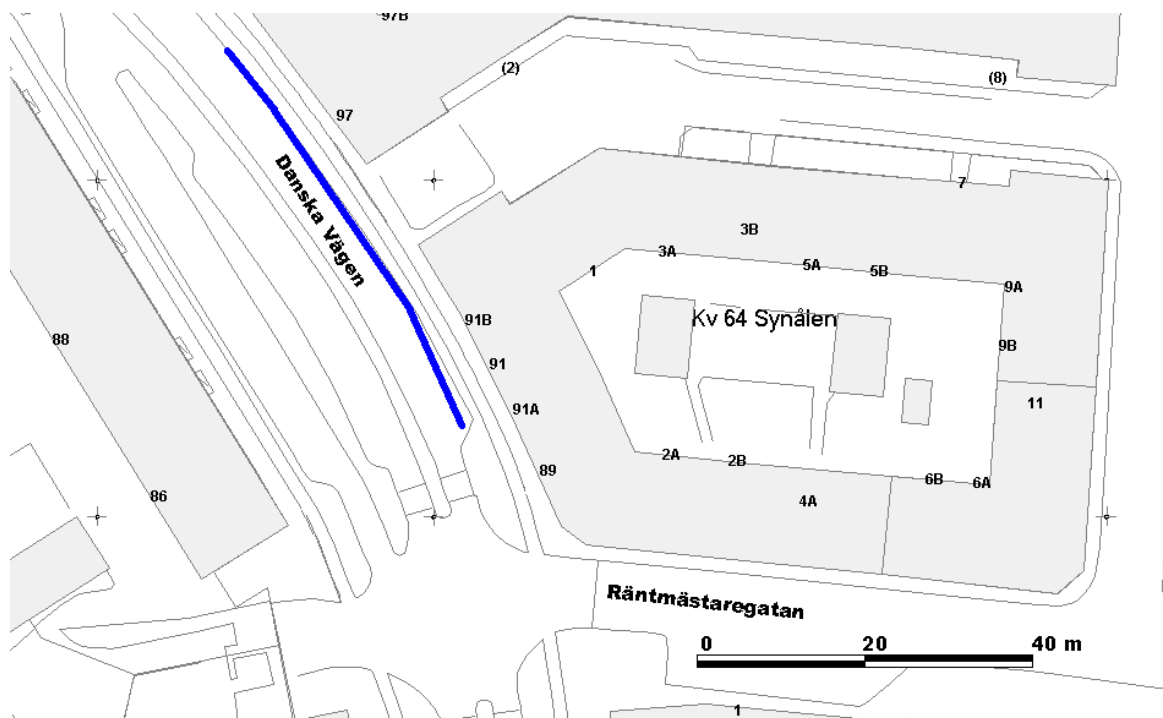 97B
(2)
(8)
97
Danska Vägen
7
3B
3A
1
5A
5B
9A
91B
Kv 64 Synålen
88
9B
91
91A
11
89
2A
2B
6B
6A
86
4A
Räntmästaregatan
0 20 40 m
1